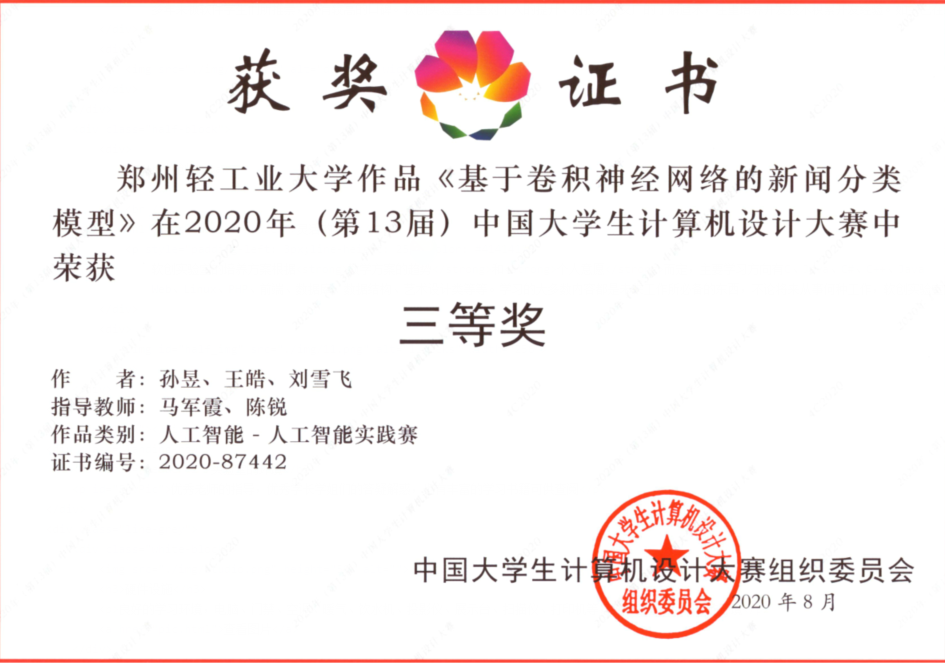 获奖证书
郑州轻工业大学作品《基于卷积神经网络的新闻分类
模型》在2020年（第13届）中国大学生计算机设计大赛中
荣获
三等奖
作　　者：孙昱、王皓、刘雪飞
指导教师：马军霞、陈锐
作品类别：人工智能 - 人工智能实践赛
证书编号：2020-87442
中国大学生计算机设计大赛
组织委员会
中国大学生计算机设计大赛组织委员会
2020 年 8 月